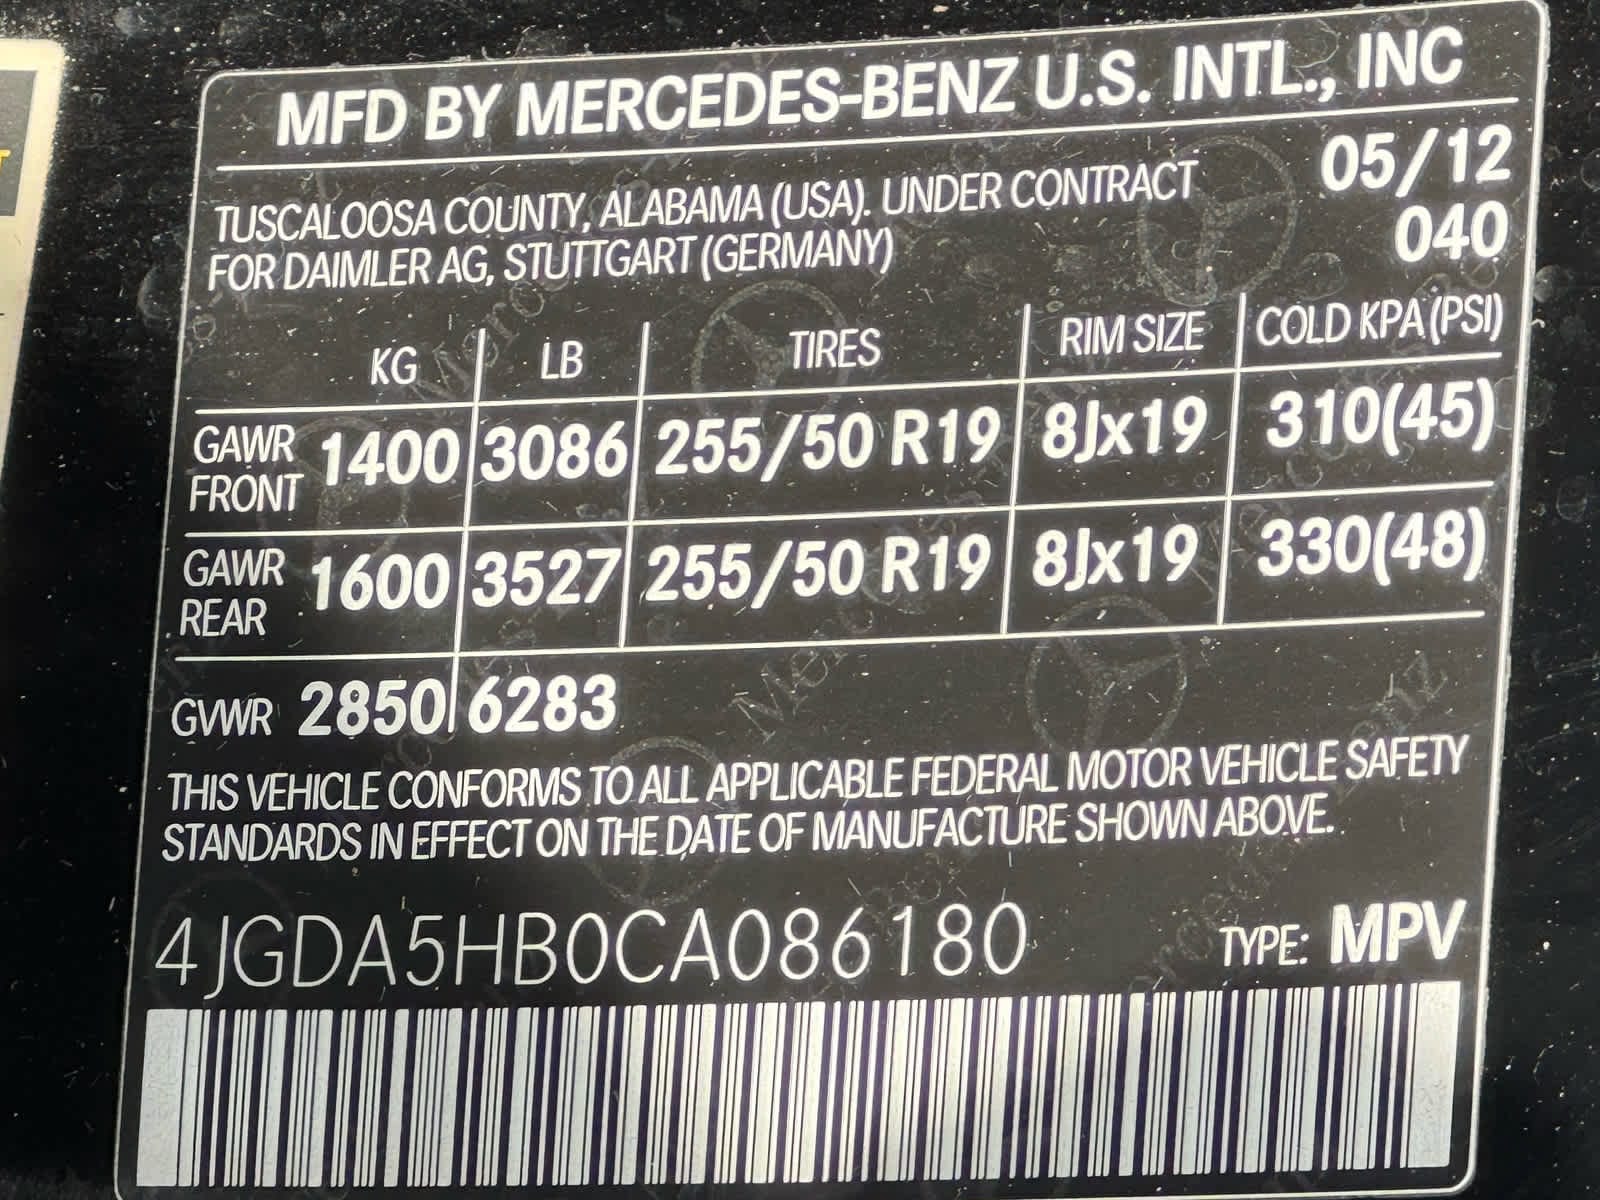 MFD BY MERCEDES-BENZ U.S. INTL., INC
TUSCALOOSA COUNTY, ALABAMA (USA). UNDER CONTRACT 05/12
FOR DAIMLER AG, STUTTGART (GERMANY) 040
KG LB TIRES RIM SIZE COLD KPA (PSI)
GAWR FRONT 1400 3086 255/50 R19 8Jx19 310(45)
GAWR REAR 1600 3527 255/50 R19 8Jx19 330(48)
GVWR 2850 6283
THIS VEHICLE CONFORMS TO ALL APPLICABLE FEDERAL MOTOR VEHICLE SAFETY
STANDARDS IN EFFECT ON THE DATE OF MANUFACTURE SHOWN ABOVE.
4JGDA5HB0CA086180 TYPE: MPV